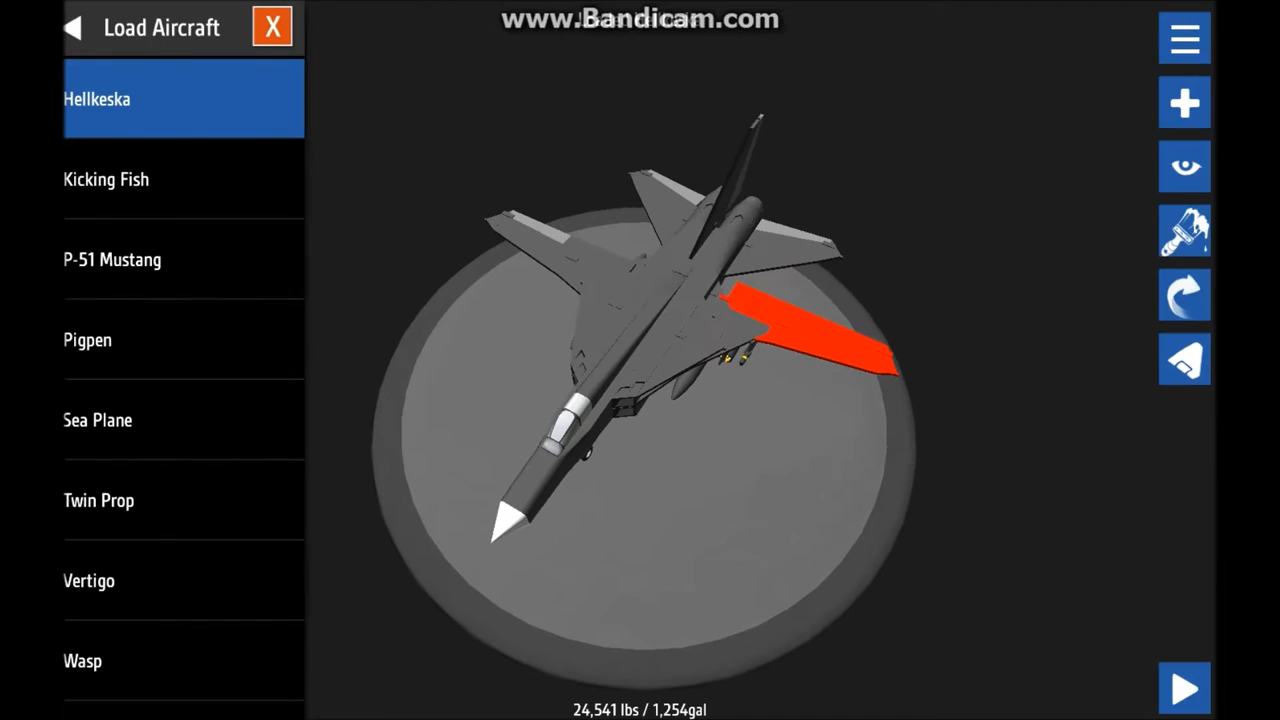 Load Aircraft
X
www.Bandicam.com
Hellkeska
Kicking Fish
P-51 Mustang
Pigpen
Sea Plane
Twin Prop
Vertigo
Wasp
24,541 lbs / 1,254gal